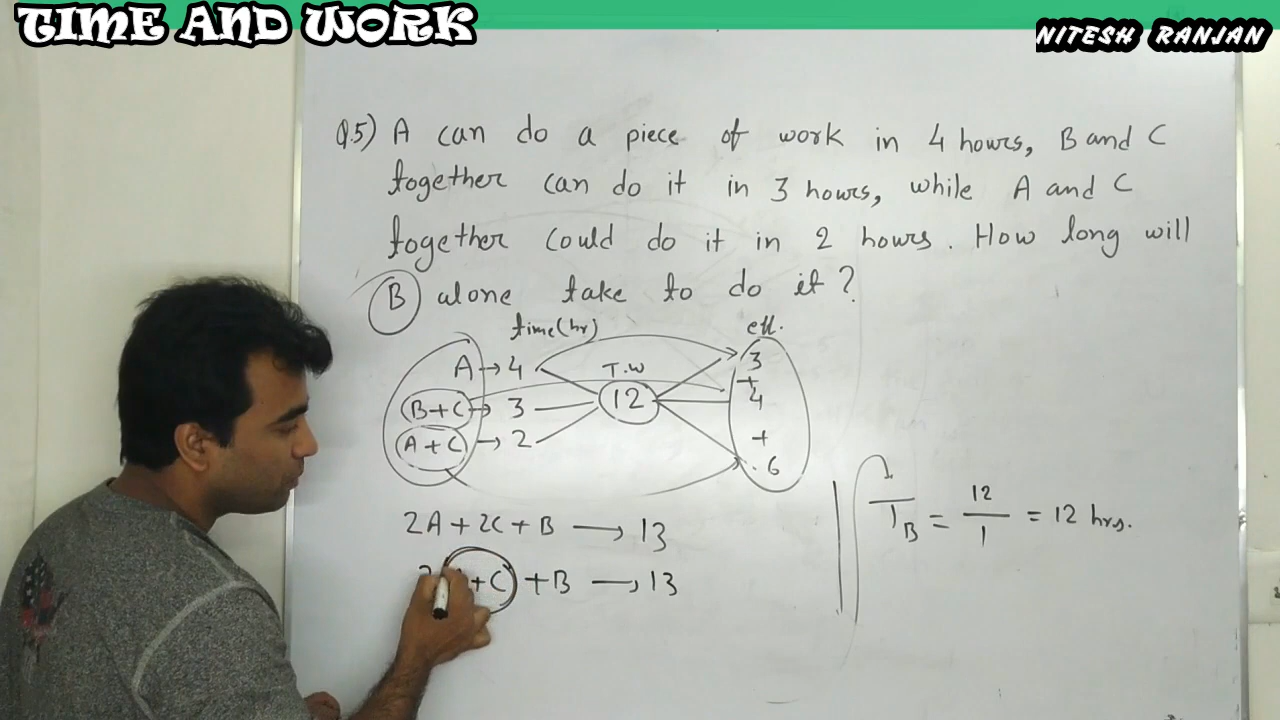 TIME AND WORK
NITESH RANJAN
Q.5) A can do a piece of work in 4 hours, B and C
together can do it in 3 hours, while A and C
together could do it in 2 hours. How long will
B alone take to do it?
time(hr) eff.
A → 4 T.W 3
+
B+C → 3 12 4
+
A+C → 2 6
2A + 2C + B → 13
+C) + B → 13
1 B = 12/1 = 12 hrs.